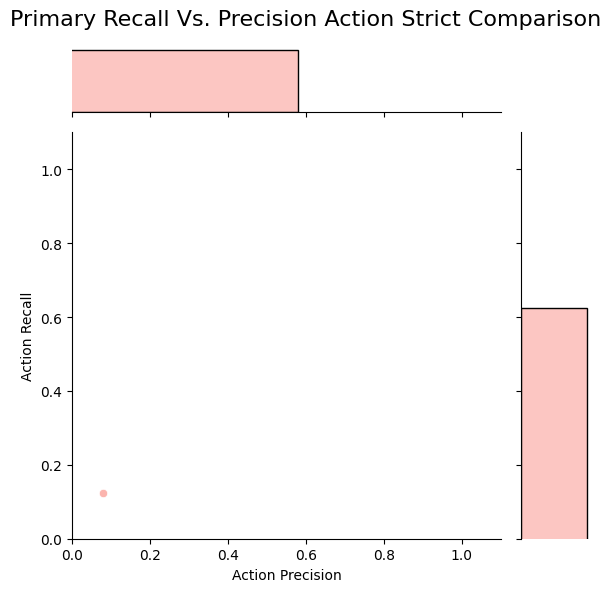 Primary Recall Vs. Precision Action Strict Comparison
1.0
0.8
0.6
0.4
0.2
0.0
Action Recall
0.0 0.2 0.4 0.6 0.8 1.0
Action Precision